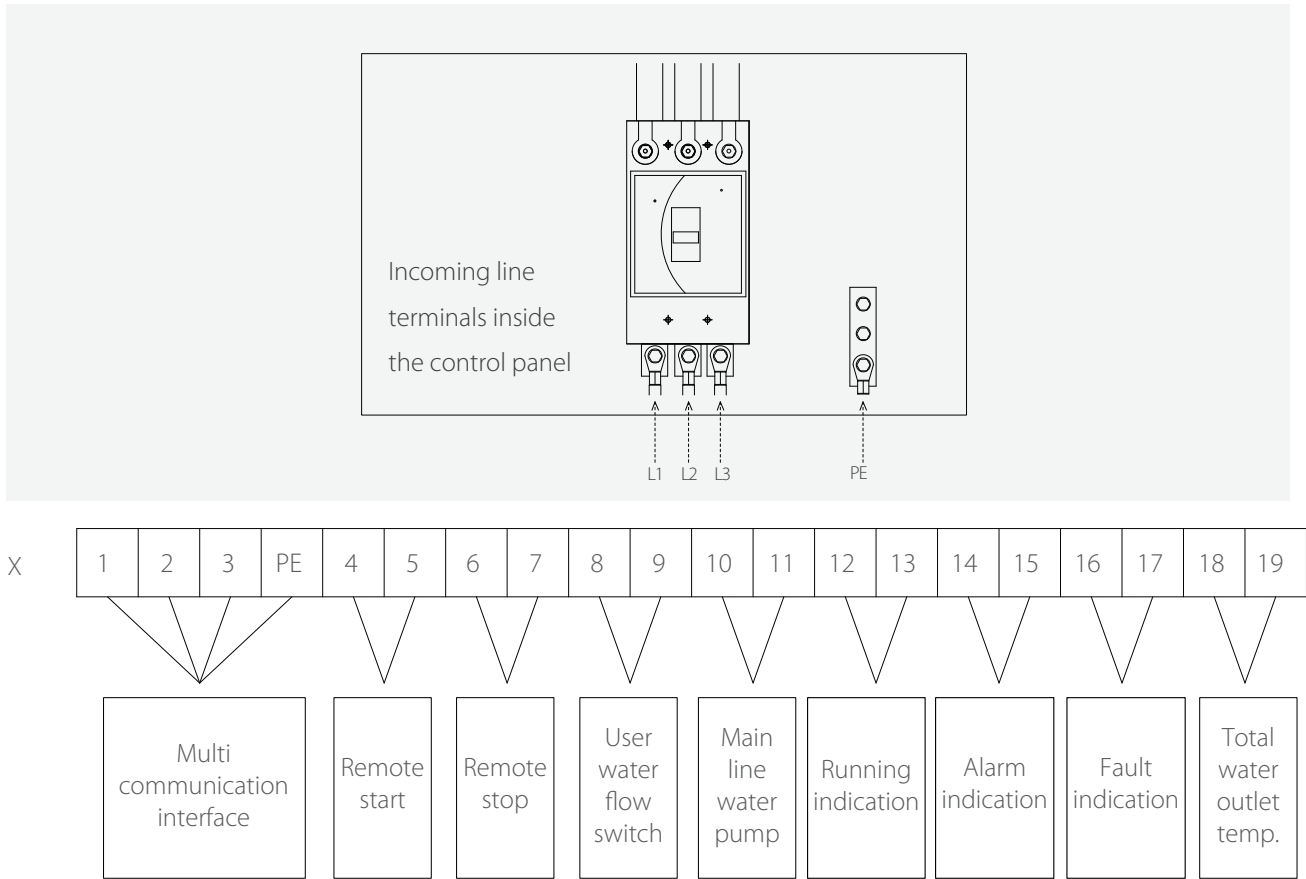 Incoming line
terminals inside
the control panel
L1 L2 L3 PE
X 1 2 3 PE 4 5 6 7 8 9 10 11 12 13 14 15 16 17 18 19
Multi
communication
interface
Remote
start
Remote
stop
User
water
flow
switch
Main
line
water
pump
Running
indication
Alarm
indication
Fault
indication
Total
water
outlet
temp.